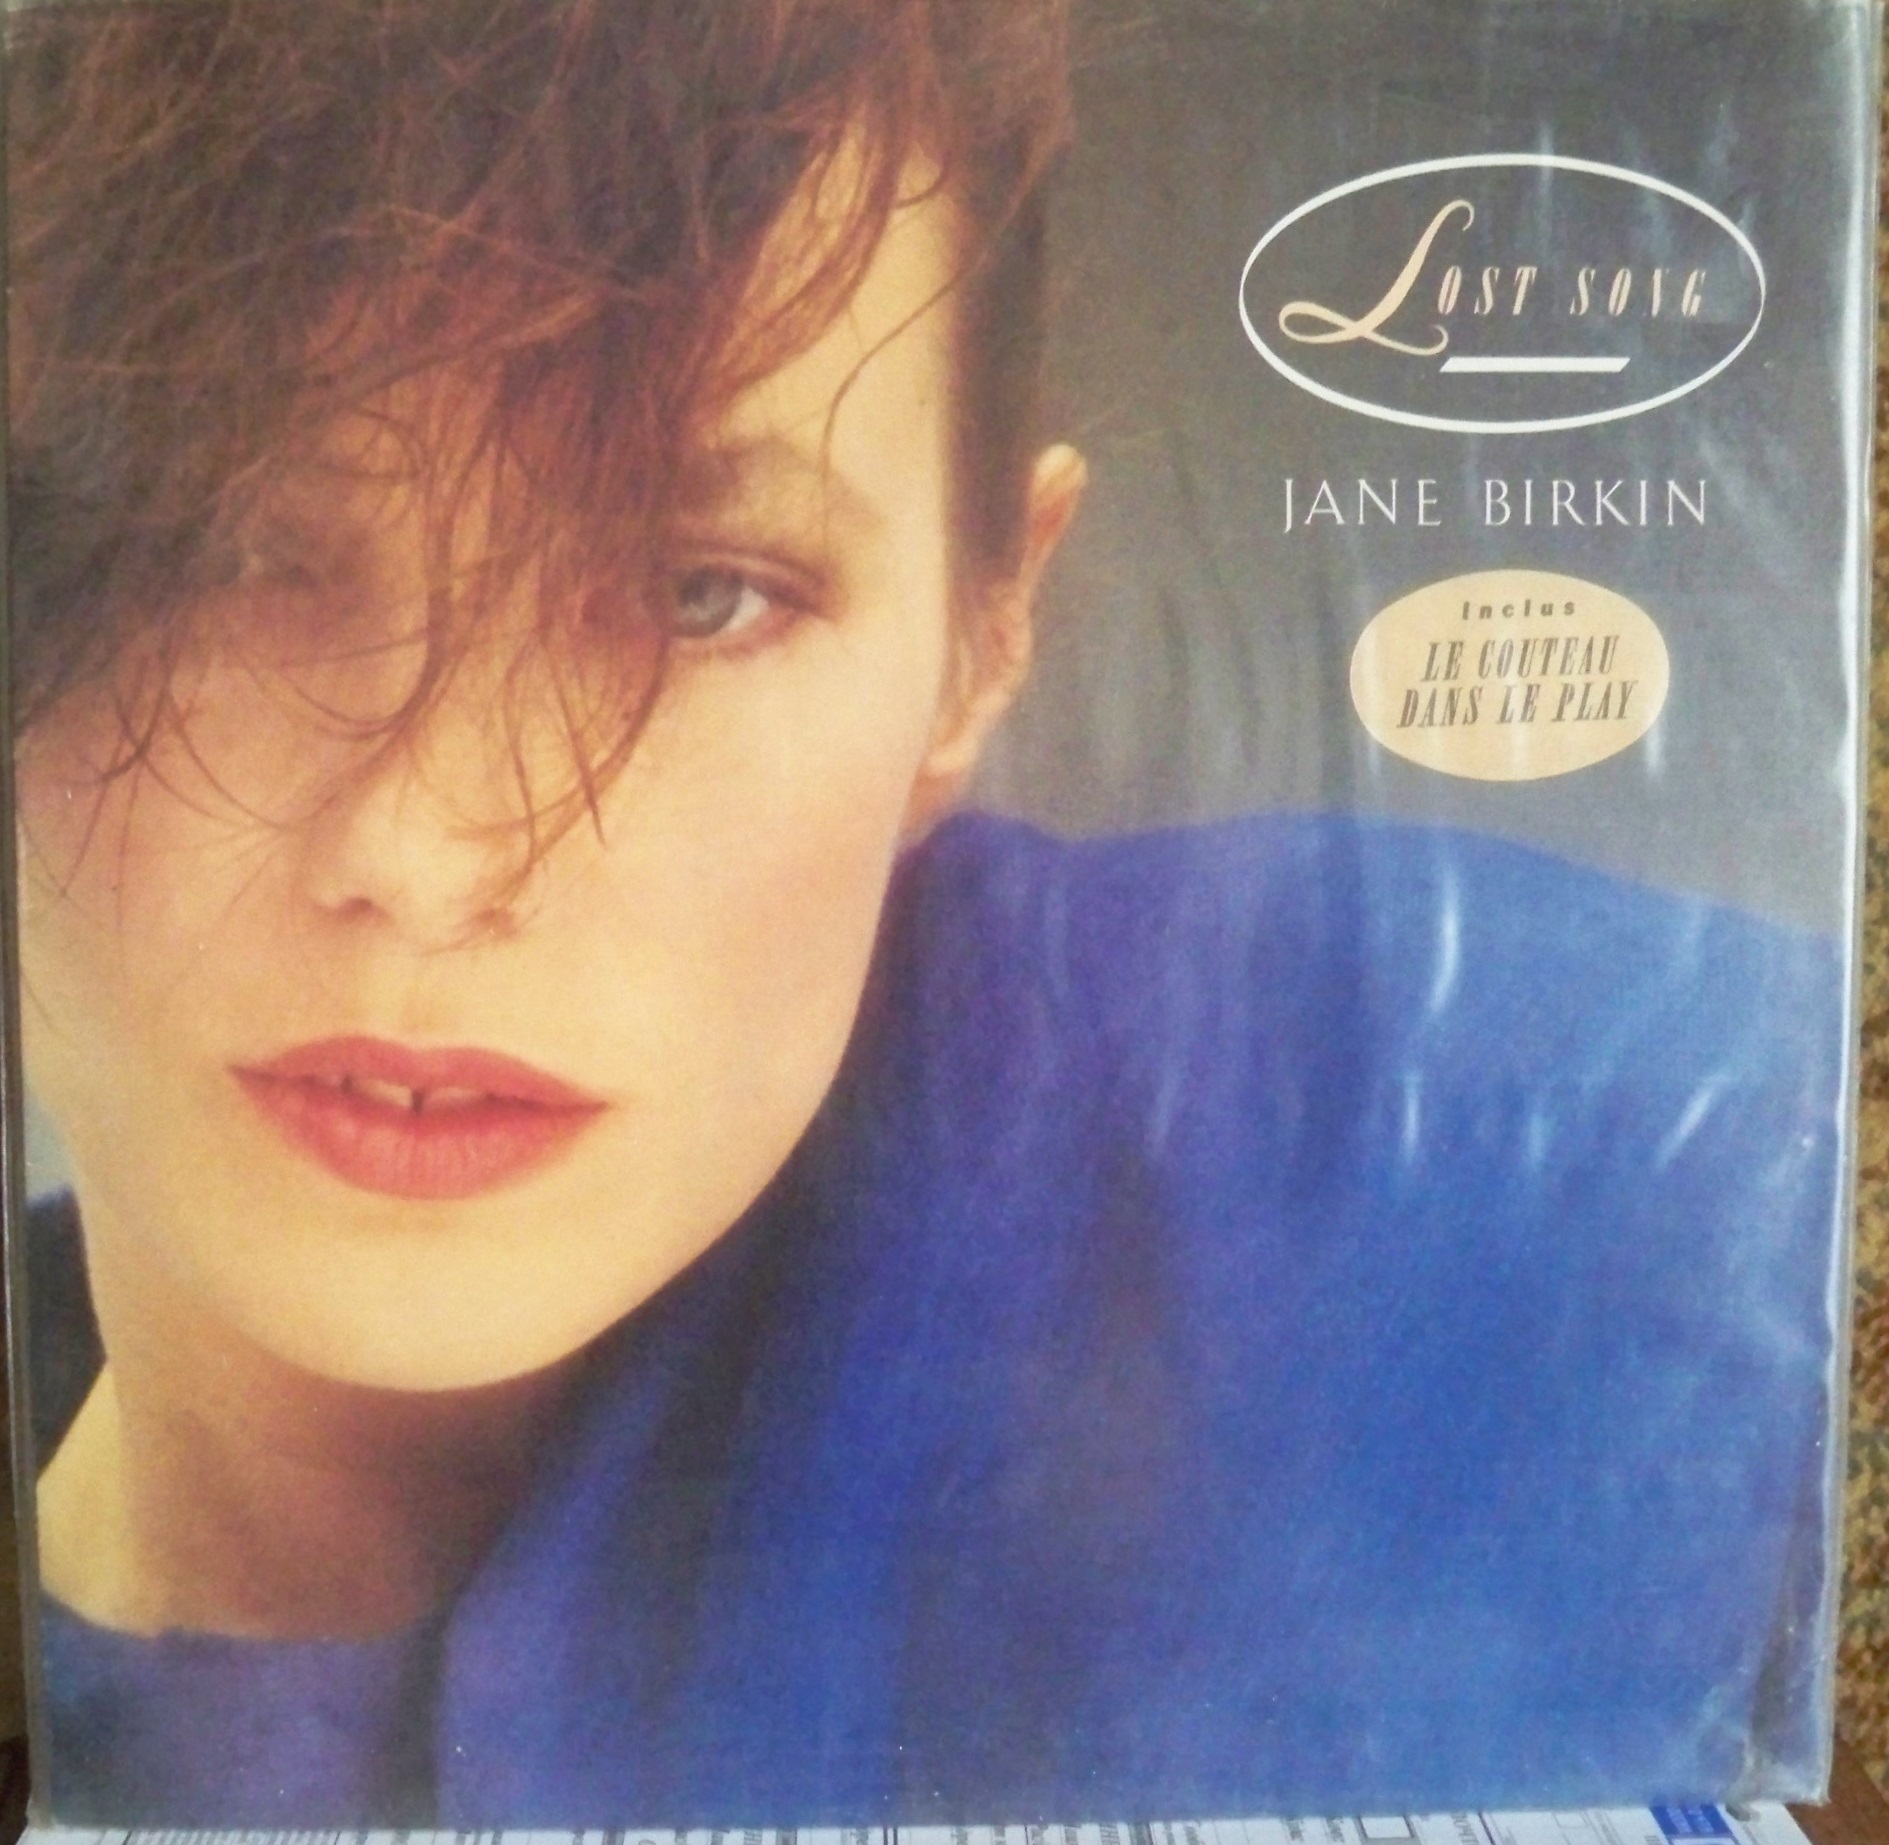 LOST SONG
JANE BIRKIN
inclus
LE COUTEAU
DANS LE PLAY